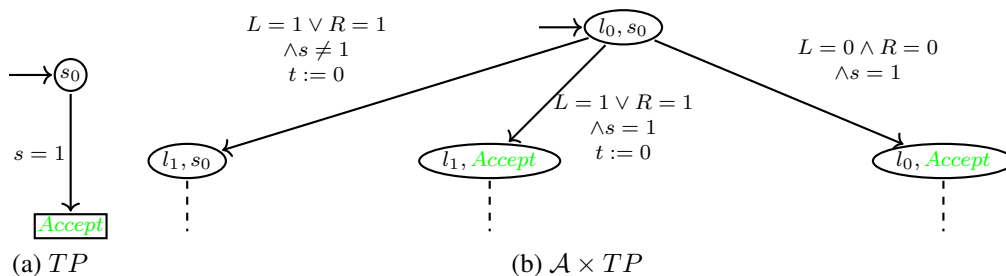 s₀
s = 1
Accept
(a) TP
l₀, s₀
L = 1 ∨ R = 1
∧s ≠ 1
t := 0
L = 1 ∨ R = 1
∧s = 1
t := 0
L = 0 ∧ R = 0
∧s = 1
l₁, s₀
l₁, Accept
l₀, Accept
(b) 𝒜 × TP